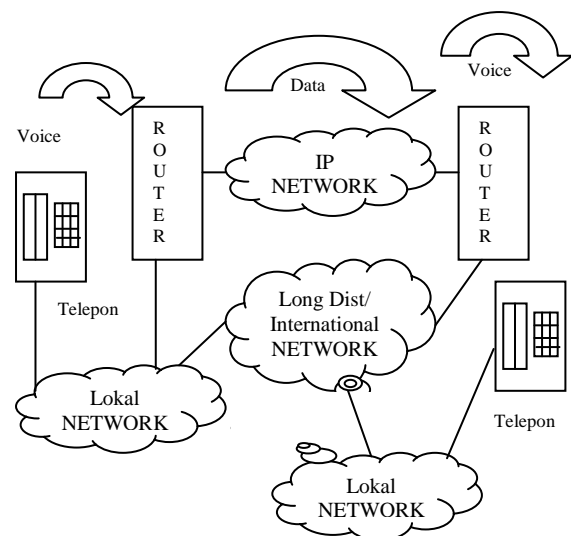 Voice
Data
Voice
R
O
U
T
E
R
IP
NETWORK
R
O
U
T
E
R
Telepon
Long Dist/
International
NETWORK
Telepon
Lokal
NETWORK
Lokal
NETWORK